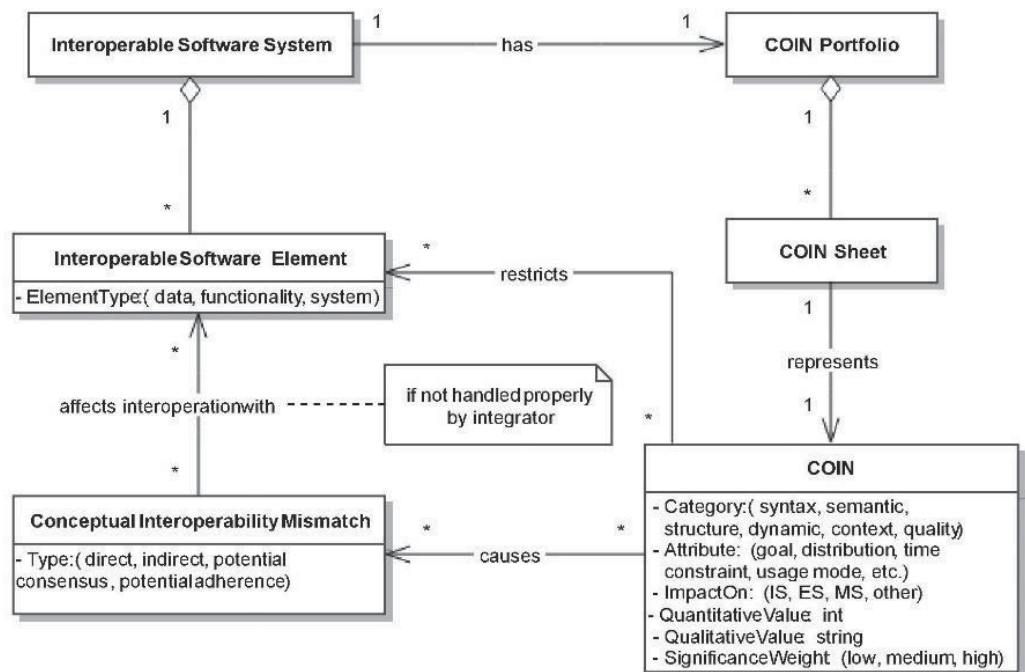 Interoperable Software System
1
has
1
COIN Portfolio
1
*
1
*
Interoperable Software Element
- ElementType:( data, functionality, system)
*
restricts
*
COIN Sheet
1
represents
1
*
affects interoperationwith
*
if not handled properly
by integrator
Conceptual Interoperability Mismatch
- Type:( direct, indirect, potential
consensus , potential adherence)
*
causes
*
COIN
- Category:( syntax, semantic,
structure, dynamic, context, quality)
- Attribute: (goal, distribution, time
constraint, usage mode, etc.)
- ImpactOn: (IS, ES, MS, other)
- QuantitativeValue: int
- QualitativeValue: string
- SignificanceWeight: (low, medium, high)